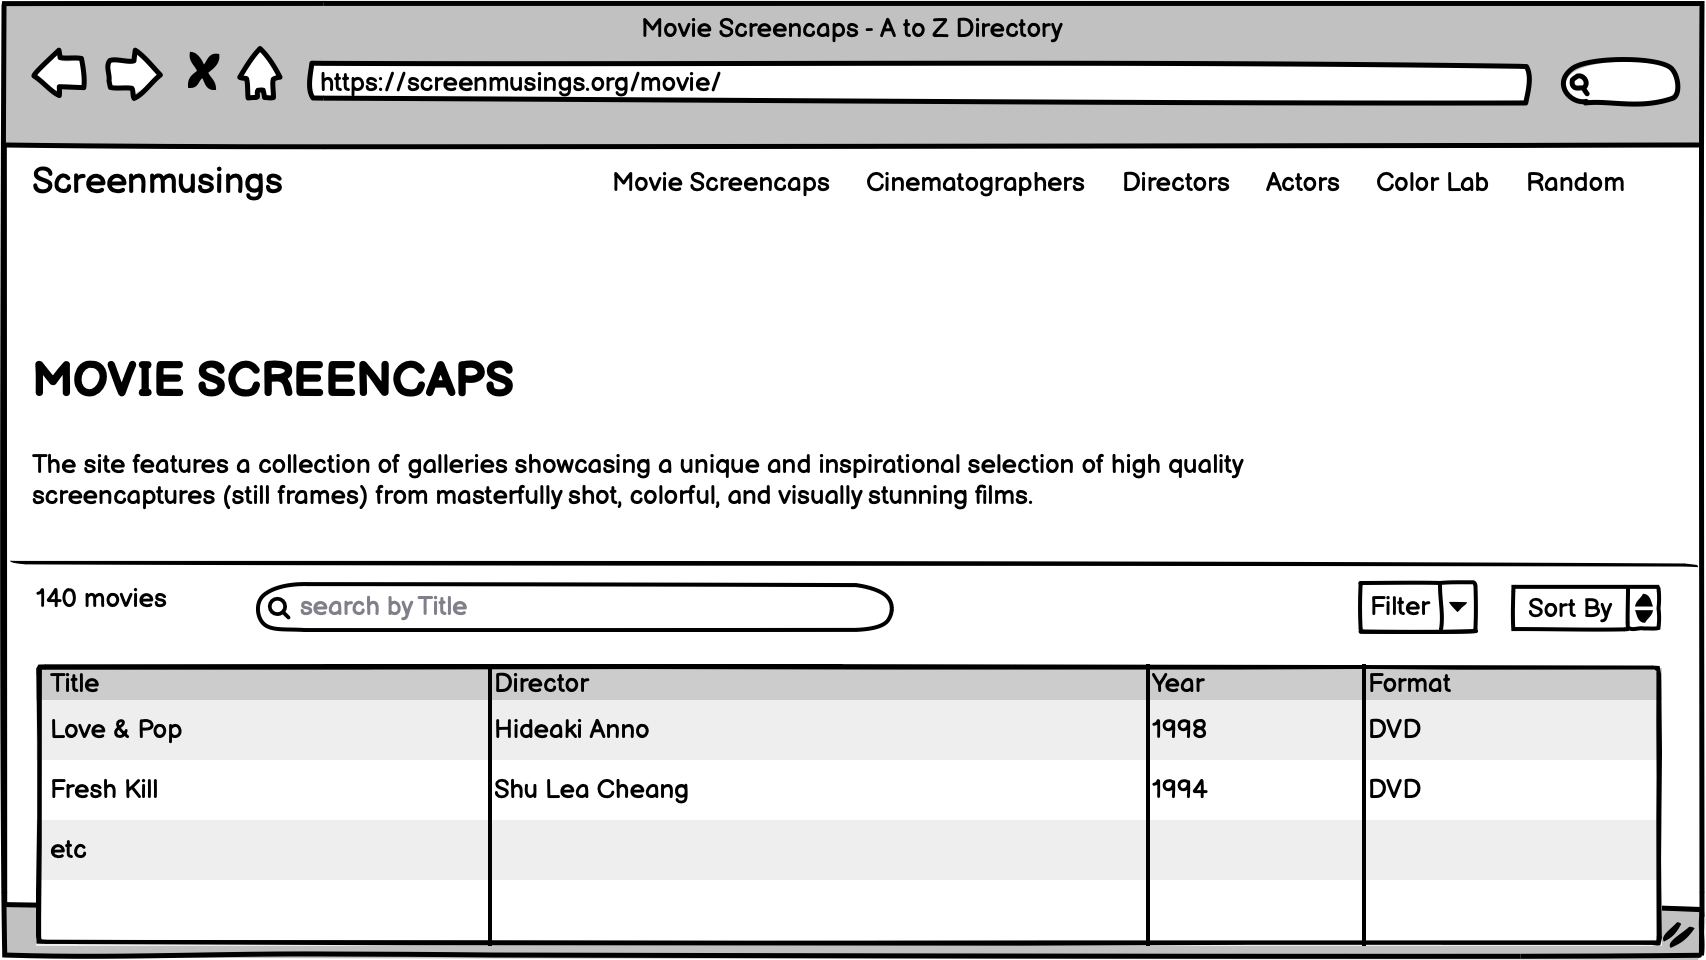 Movie Screencaps - A to Z Directory
https://screenmusings.org/movie/
Screenmusings
Movie Screencaps
Cinematographers
Directors
Actors
Color Lab
Random
MOVIE SCREENCAPS
The site features a collection of galleries showcasing a unique and inspirational selection of high quality
screencaptures (still frames) from masterfully shot, colorful, and visually stunning films.
140 movies
search by Title
Filter
Sort By
Title Director Year Format
Love & Pop Hideaki Anno 1998 DVD
Fresh Kill Shu Lea Cheang 1994 DVD
etc